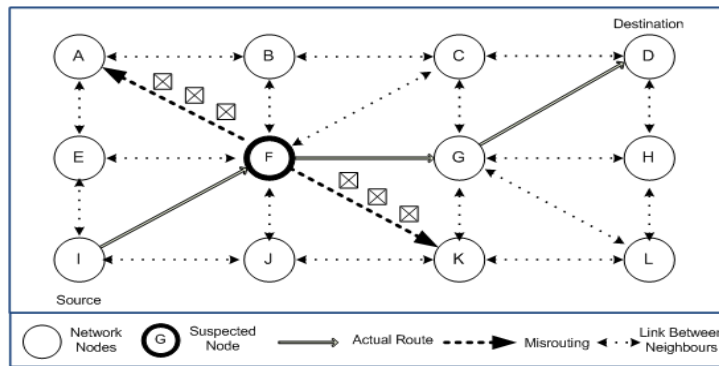 Destination
A B C D
E F G H
I J K L
Source
Network Nodes
G
Suspected Node
Actual Route
Misrouting
Link Between Neighbours